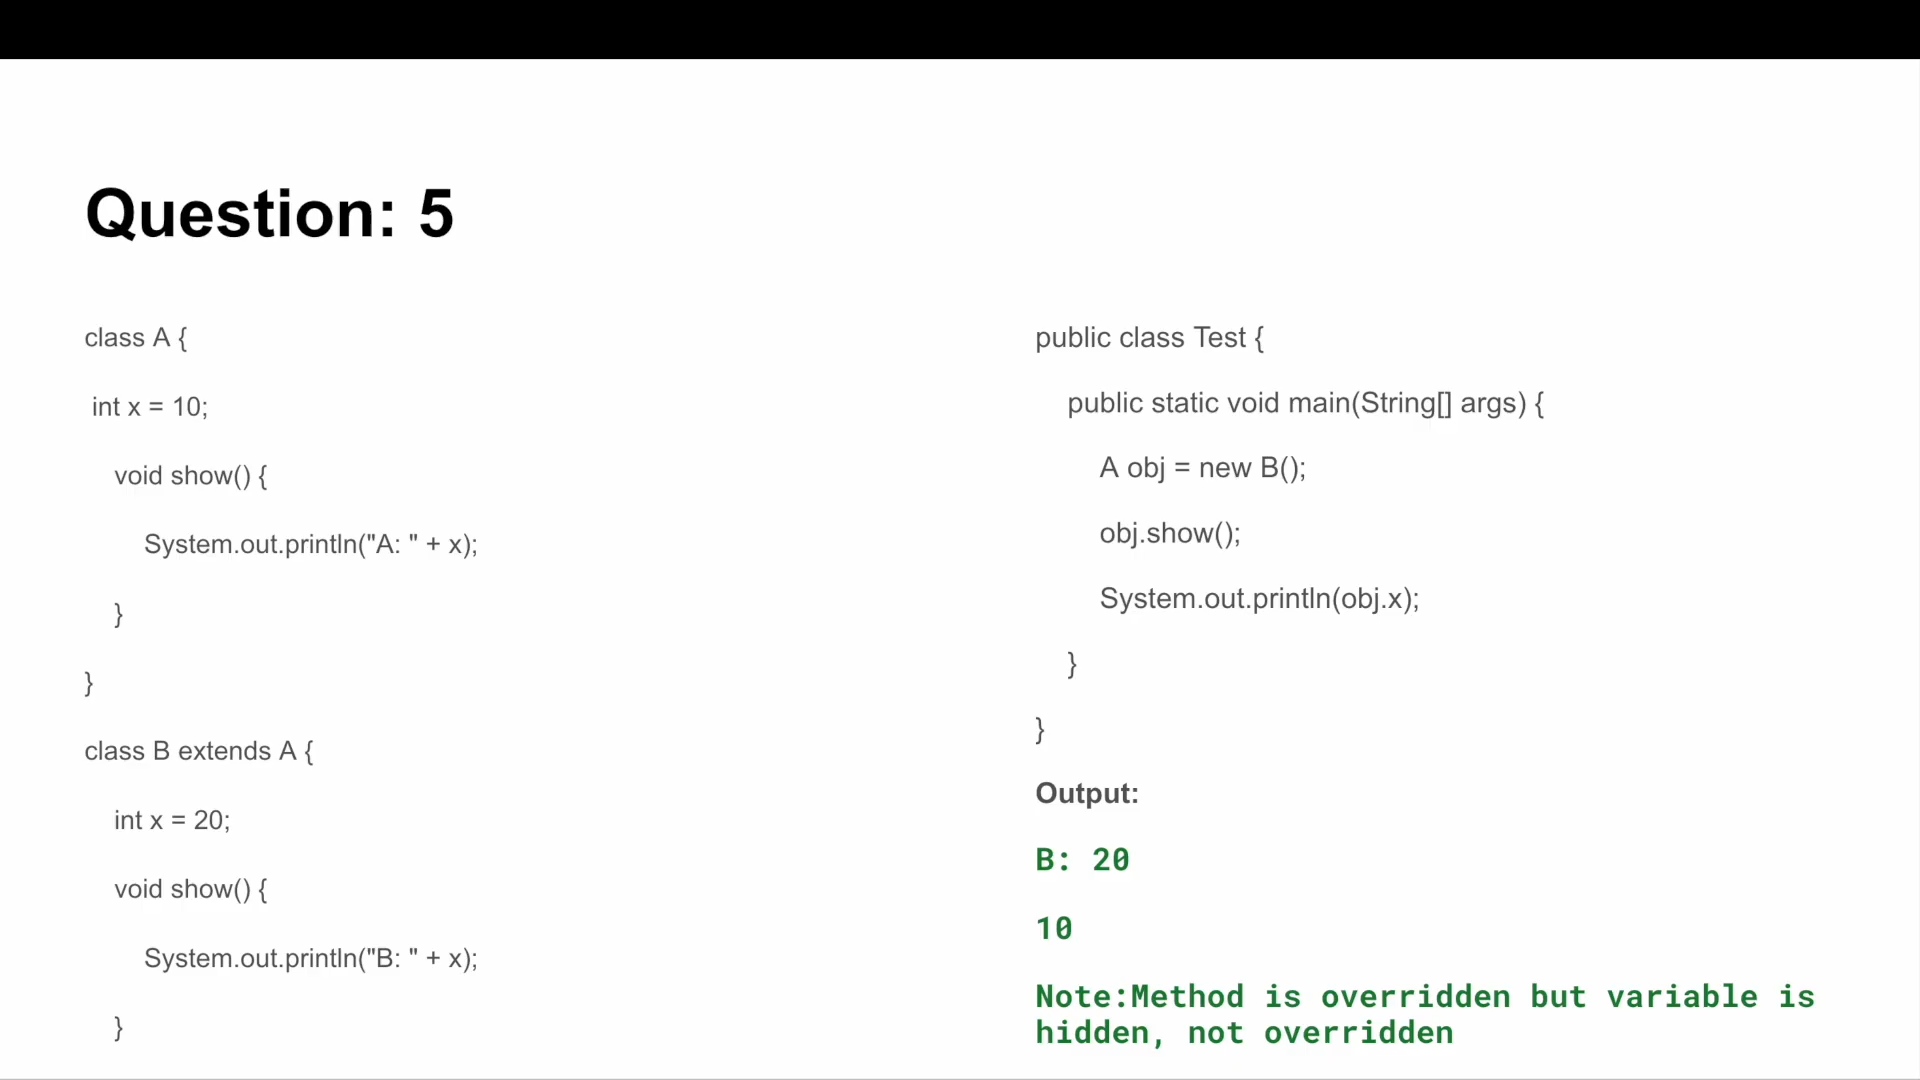 Question: 5
class A {
int x = 10;
void show() {
System.out.println("A: " + x);
}
}
class B extends A {
int x = 20;
void show() {
System.out.println("B: " + x);
}
public class Test {
public static void main(String[] args) {
A obj = new B();
obj.show();
System.out.println(obj.x);
}
}
Output:
B: 20
10
Note:Method is overridden but variable is
hidden, not overridden